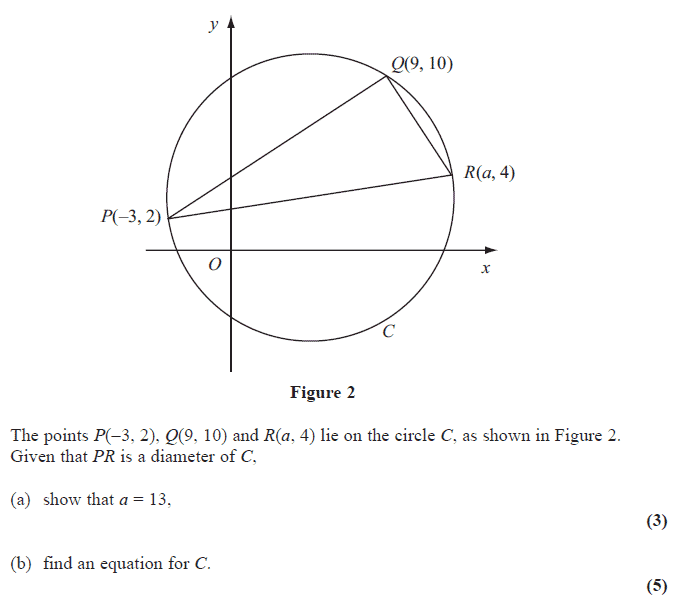 y
Q(9, 10)
R(a, 4)
P(–3, 2)
O
x
C
Figure 2
The points P(–3, 2), Q(9, 10) and R(a, 4) lie on the circle C, as shown in Figure 2.
Given that PR is a diameter of C,
(a) show that a = 13,
(3)
(b) find an equation for C.
(5)